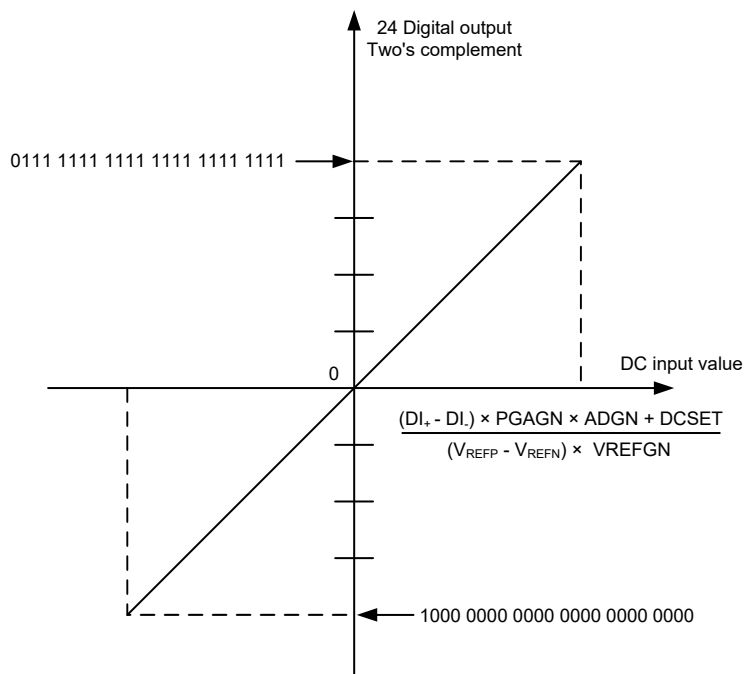 24 Digital output
Two's complement
0111 1111 1111 1111 1111 1111
0
DC input value
(DI+ - DI-) × PGAGN × ADGN + DCSET
(VREFP - VREFN) × VREFGN
1000 0000 0000 0000 0000 0000